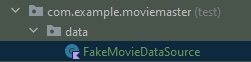 com.example.moviemaster (test)
data
FakeMovieDataSource